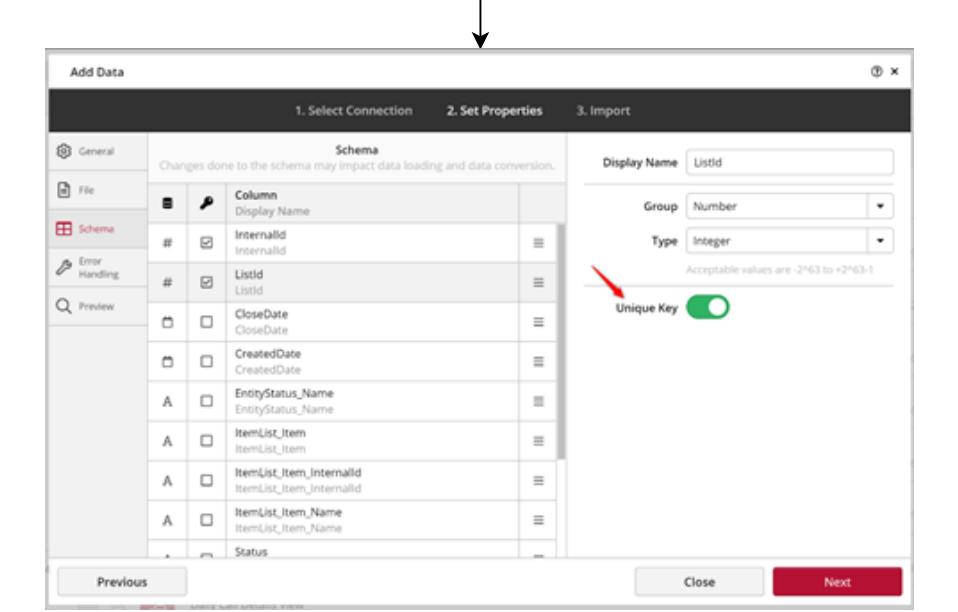 Add Data
1. Select Connection 2. Set Properties 3. Import
General
File
Schema
Error
Handling
Preview
Schema
Changes done to the schema may impact data loading and data conversion.
Column
Display Name
# InternalId
InternalId
# ListId
ListId
CloseDate
CloseDate
CreatedDate
CreatedDate
A EntityStatus_Name
EntityStatus_Name
A ItemList_Item
ItemList_Item
A ItemList_Item_InternalId
ItemList_Item_InternalId
A ItemList_Item_Name
ItemList_Item_Name
Status
Display Name ListId
Group Number
Type Integer
Acceptable values are -2^63 to +2^63-1
Unique Key
Previous Close Next